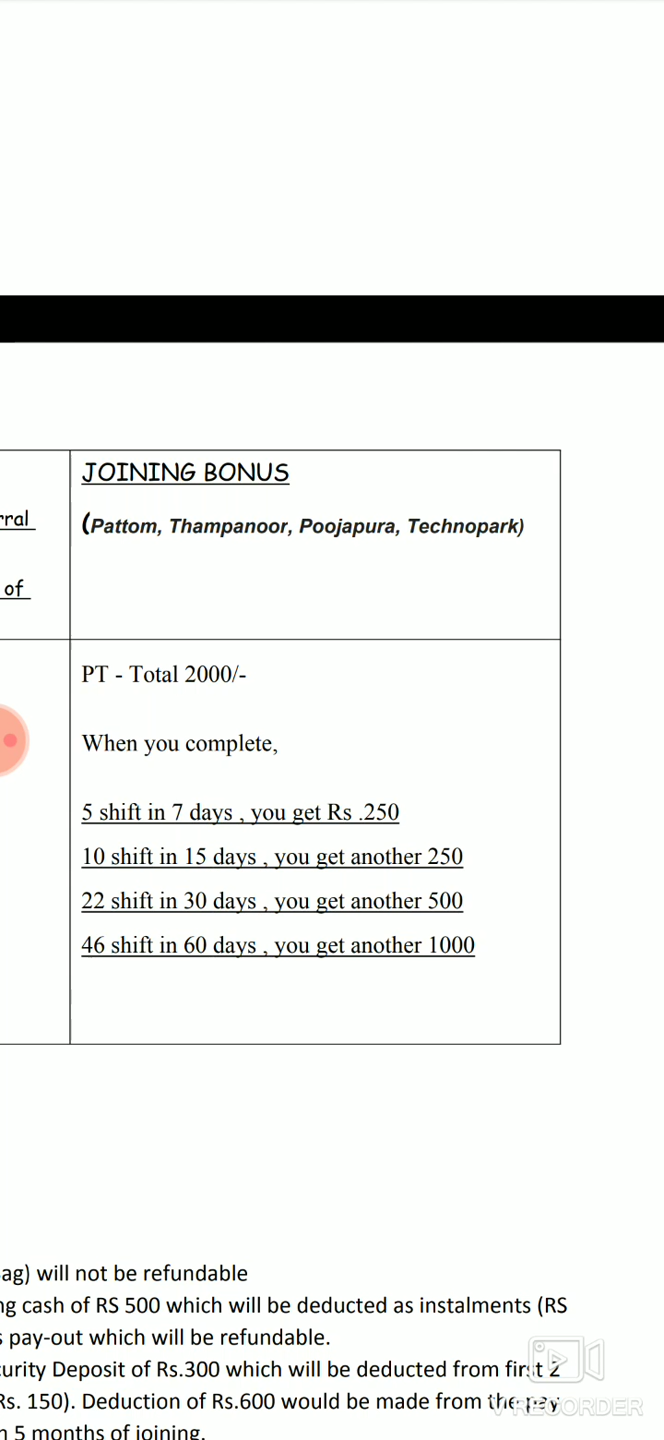 JOINING BONUS
rral
(Pattom, Thampanoor, Poojapura, Technopark)
of
PT - Total 2000/-
When you complete,
5 shift in 7 days , you get Rs .250
10 shift in 15 days , you get another 250
22 shift in 30 days , you get another 500
46 shift in 60 days , you get another 1000
ag) will not be refundable
ng cash of RS 500 which will be deducted as instalments (RS
s pay-out which will be refundable.
curity Deposit of Rs.300 which will be deducted from first 2
Rs. 150). Deduction of Rs.600 would be made from the pay
n 5 months of joining.
V RECORDER